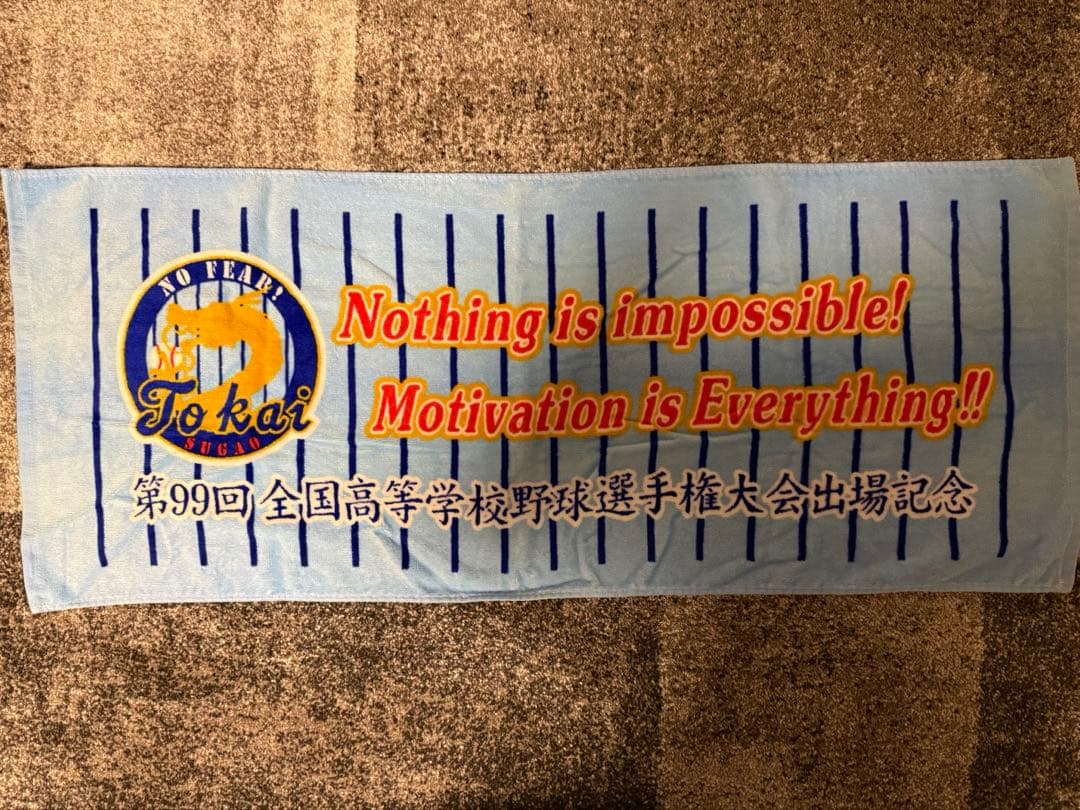 NO FEAR!
Tokai
SUGAO
Nothing is impossible!
Motivation is Everything!!
第99回 全国高等学校野球選手権大会出場記念